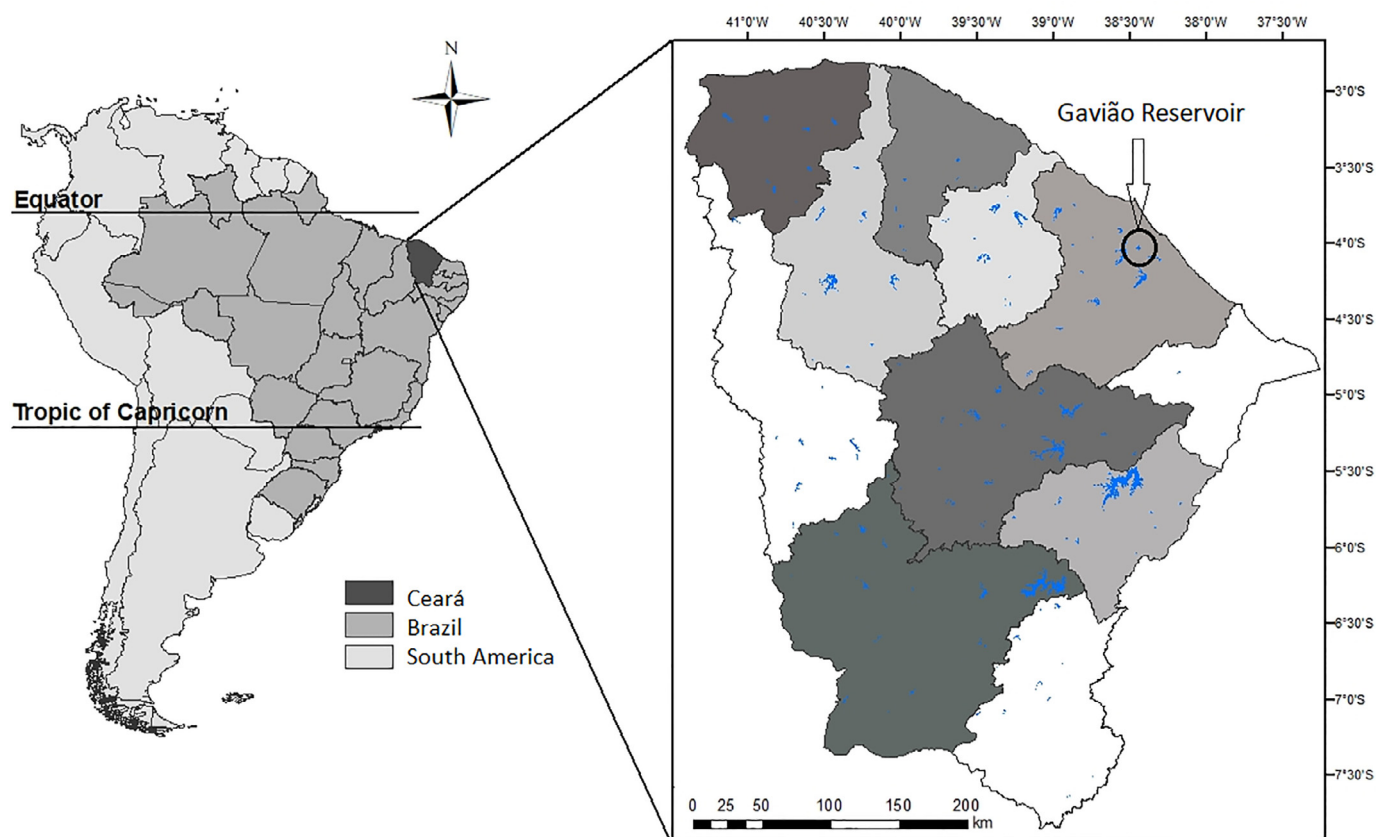 N
Equator
Tropic of Capricorn
Ceará
Brazil
South America
41°0'W 40°30'W 40°0'W 39°30'W 39°0'W 38°30'W 38°0'W 37°30'W
Gavião Reservoir
3°0'S
3°30'S
4°0'S
4°30'S
5°0'S
5°30'S
6°0'S
6°30'S
7°0'S
7°30'S
0 25 50 100 150 200
km